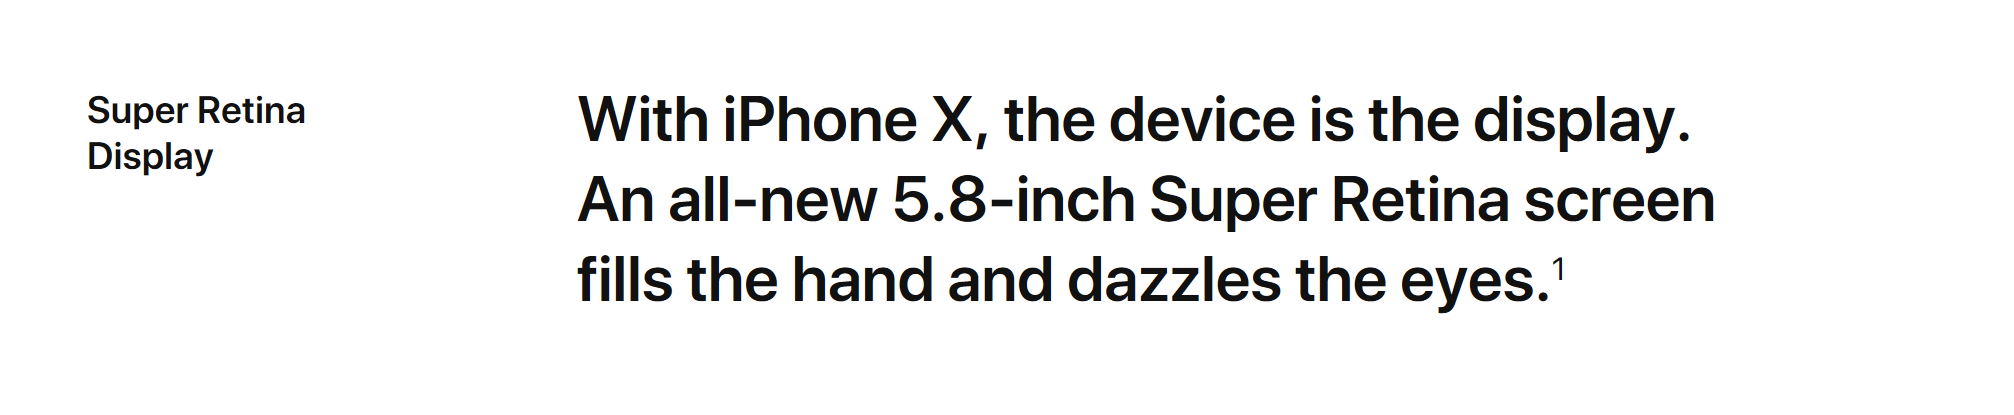 Super Retina
Display
With iPhone X, the device is the display.
An all-new 5.8-inch Super Retina screen
fills the hand and dazzles the eyes.¹